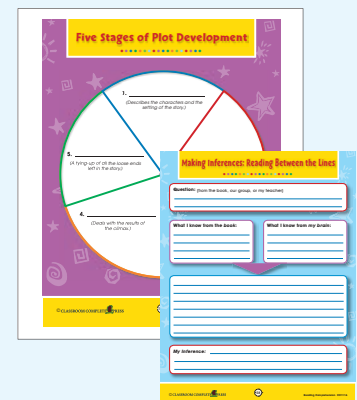 Five Stages of Plot Development
1.
(Describes the characters and the
setting of the story.)
5.
(A tying-up of all the loose ends
left in the story.)
4.
(Deals with the results of
the climax.)
© CLASSROOM COMPLETE PRESS
Making Inferences: Reading Between the Lines
Question: (from the book, our group, or my teacher)
What I know from the book:
What I know from my brain:
My Inference:
© CLASSROOM COMPLETE PRESS